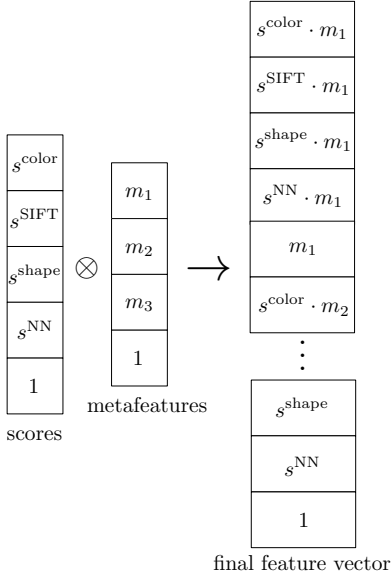 s^color
s^SIFT
s^shape
s^NN
1
scores
⊗
m_1
m_2
m_3
1
metafeatures
→
s^color · m_1
s^SIFT · m_1
s^shape · m_1
s^NN · m_1
m_1
s^color · m_2
⋮
s^shape
s^NN
1
final feature vector